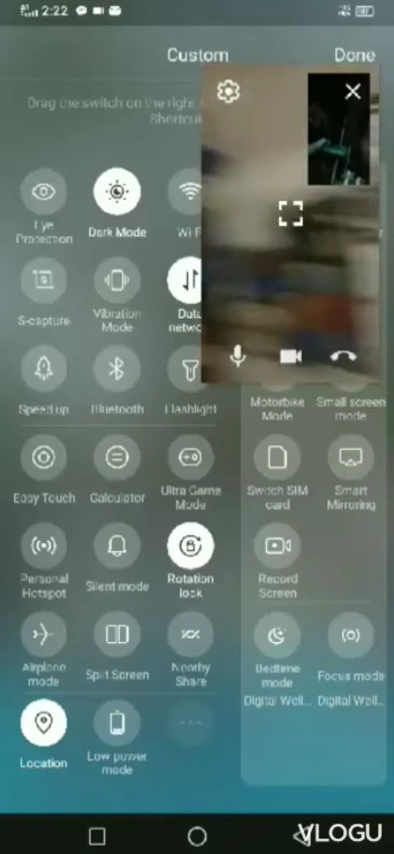 2:22
Custom
Done
Drag the switch on the right
Shortcut
Eye
Protection
Dark Mode
Wi F
S-capture
Vibration
Mode
Data
netwo
Speed up
Bluetooth
Flashlight
Motorbike
Mode
Small screen
mode
Easy Touch
Calculator
Ultra Game
Mode
Switch SIM
card
Smart
Mirroring
Personal
Hotspot
Silent mode
Rotation
lock
Record
Screen
Airplane
mode
Split Screen
Nearby
Share
Bedtime
mode
Focus mode
Digital Well...
Digital Well...
Location
Low power
mode
VLOGU